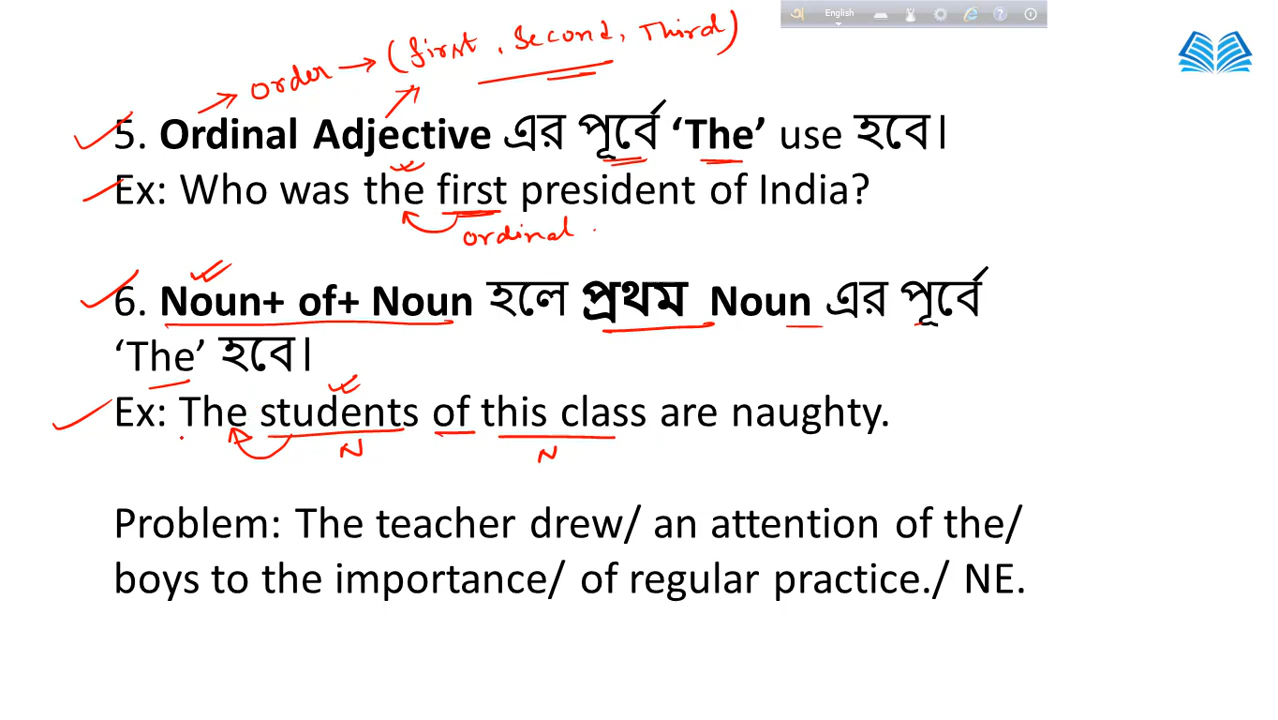 English
order → (first, Second, Third)
5. Ordinal Adjective এর পূর্বে ‘The’ use হবে।
Ex: Who was the first president of India?
ordinal
6. Noun+ of+ Noun হলে প্রথম Noun এর পূর্বে
‘The’ হবে।
Ex: The students of this class are naughty.
N N
Problem: The teacher drew/ an attention of the/
boys to the importance/ of regular practice./ NE.